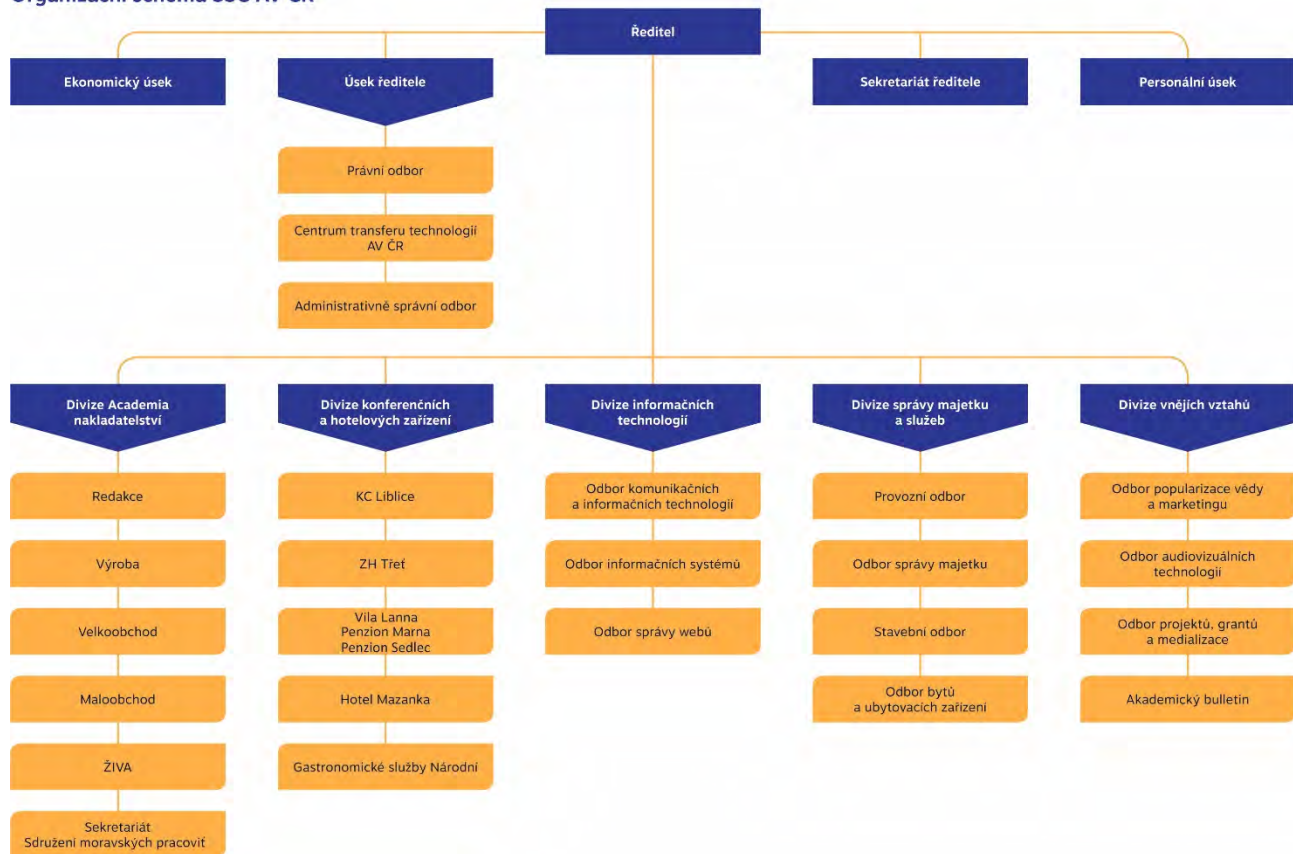 Ředitel
Ekonomický úsek
Úsek ředitele
Sekretariát ředitele
Personální úsek
Právní odbor
Centrum transferu technologií
AV ČR
Administrativně správní odbor
Divize Academia
nakladatelství
Divize konferenčních
a hotelových zařízení
Divize informačních
technologií
Divize správy majetku
a služeb
Divize vnějích vztahů
Redakce
Výroba
Velkoobchod
Maloobchod
ŽIVA
Sekretariát
Sdružení moravských pracoviť
KC Liblice
ZH Třeť
Vila Lanna
Penzion Marna
Penzion Sedlec
Hotel Mazanka
Gastronomické služby Národní
Odbor komunikačních
a informačních technologií
Odbor informačních systémů
Odbor správy webů
Provozní odbor
Odbor správy majetku
Stavební odbor
Odbor bytů
a ubytovacích zařízení
Odbor popularizace vědy
a marketingu
Odbor audiovizuálních
technologií
Odbor projektů, grantů
a medializace
Akademický bulletin